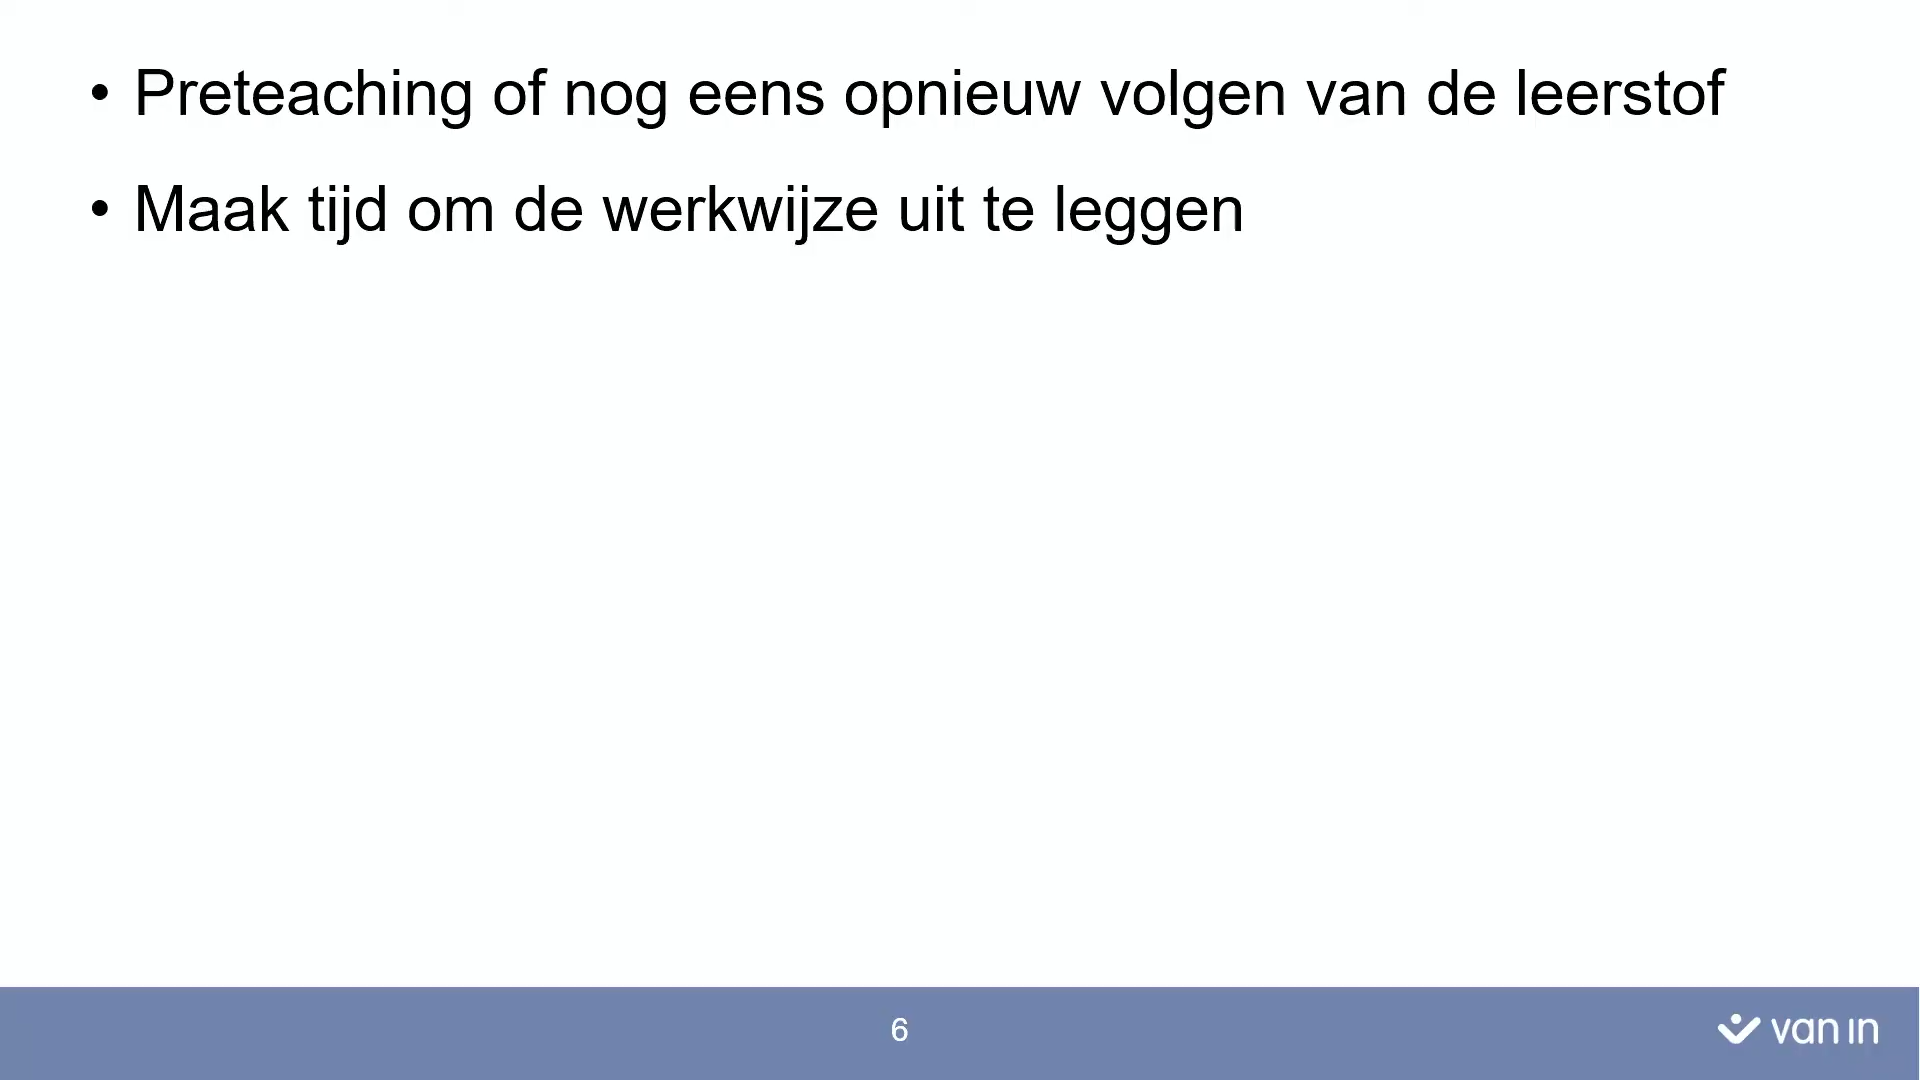 • Preteaching of nog eens opnieuw volgen van de leerstof
• Maak tijd om de werkwijze uit te leggen
6
van in